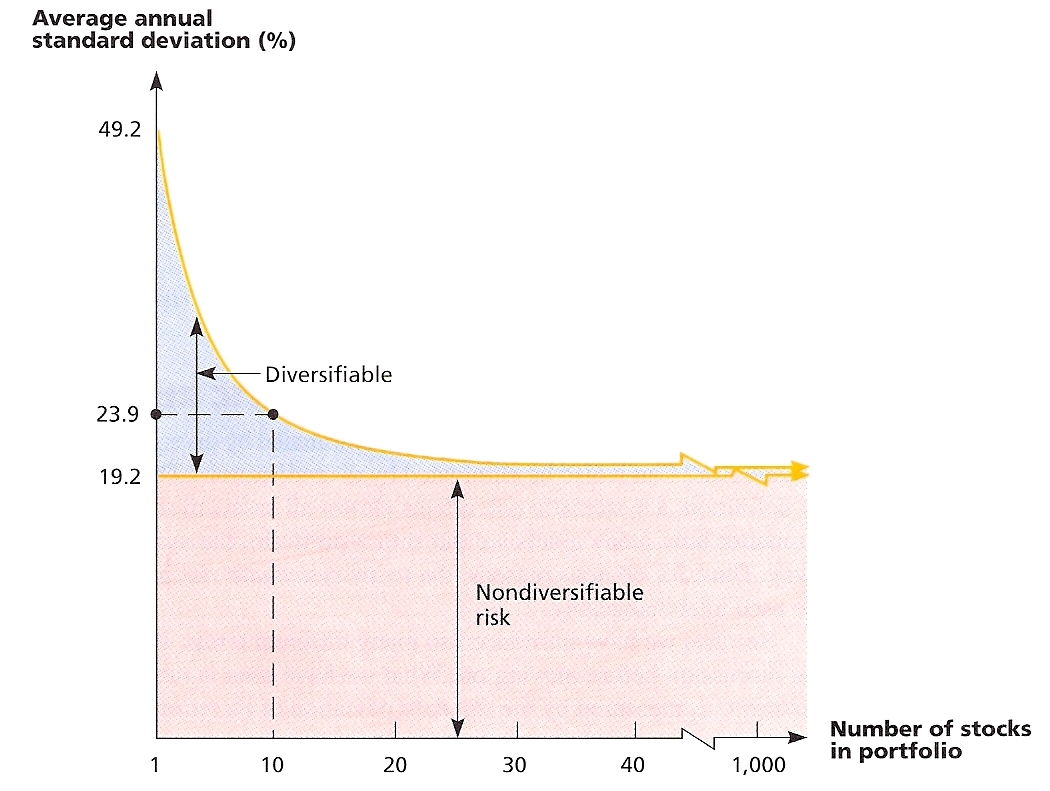 Average annual
standard deviation (%)
49.2
Diversifiable
23.9
19.2
Nondiversifiable
risk
Number of stocks
in portfolio
1
10
20
30
40
1,000